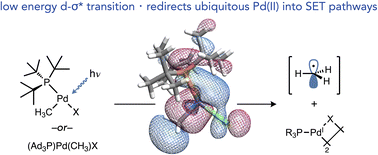 low energy d-σ* transition · redirects ubiquitous Pd(II) into SET pathways
P
hν
Pd
H₃C
X
–or–
(Ad₃P)Pd(CH₃)X
C
H
H
H
+
R₃P–Pd
X
2